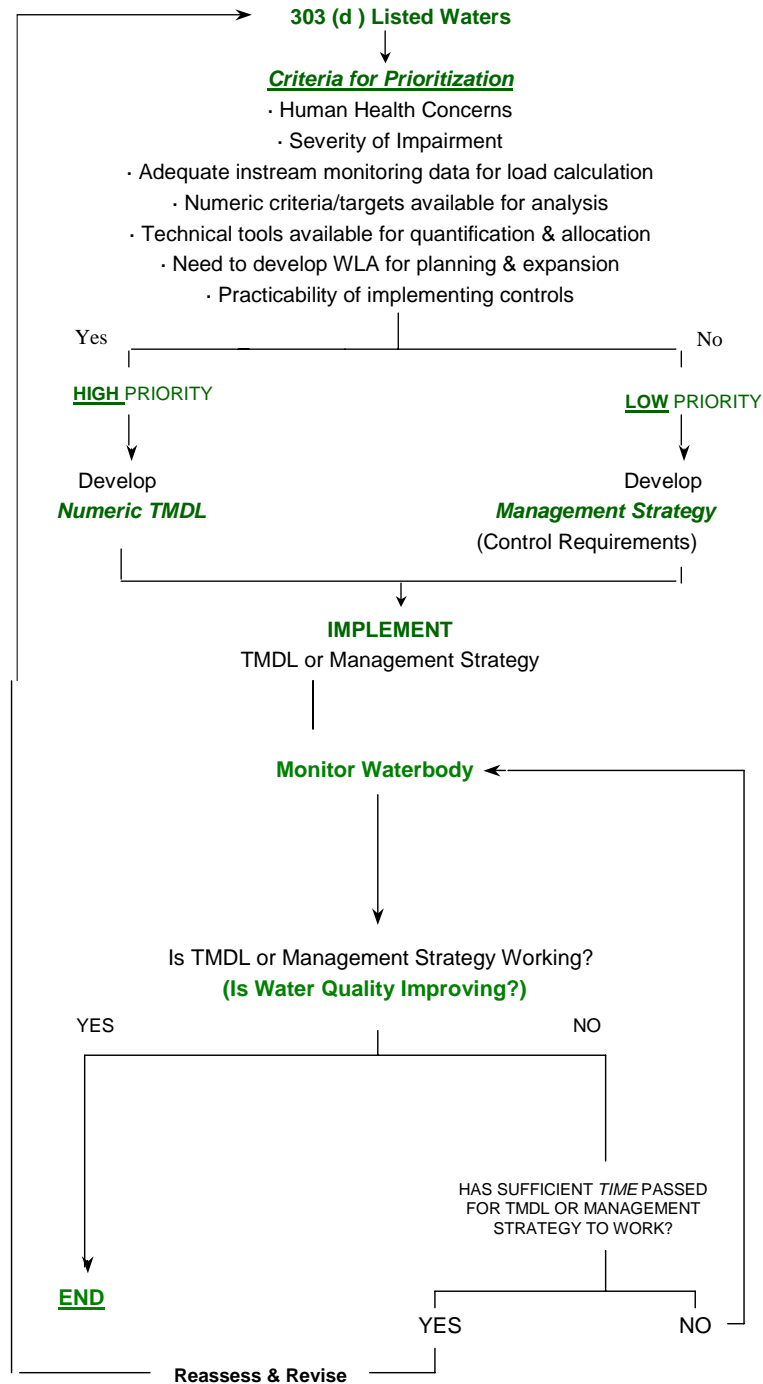 303 (d ) Listed Waters
Criteria for Prioritization
· Human Health Concerns
· Severity of Impairment
· Adequate instream monitoring data for load calculation
· Numeric criteria/targets available for analysis
· Technical tools available for quantification & allocation
· Need to develop WLA for planning & expansion
· Practicability of implementing controls
Yes
No
HIGH PRIORITY
LOW PRIORITY
Develop
Numeric TMDL
Develop
Management Strategy
(Control Requirements)
IMPLEMENT
TMDL or Management Strategy
Monitor Waterbody
Is TMDL or Management Strategy Working?
(Is Water Quality Improving?)
YES
NO
HAS SUFFICIENT TIME PASSED
FOR TMDL OR MANAGEMENT
STRATEGY TO WORK?
END
YES
NO
Reassess & Revise